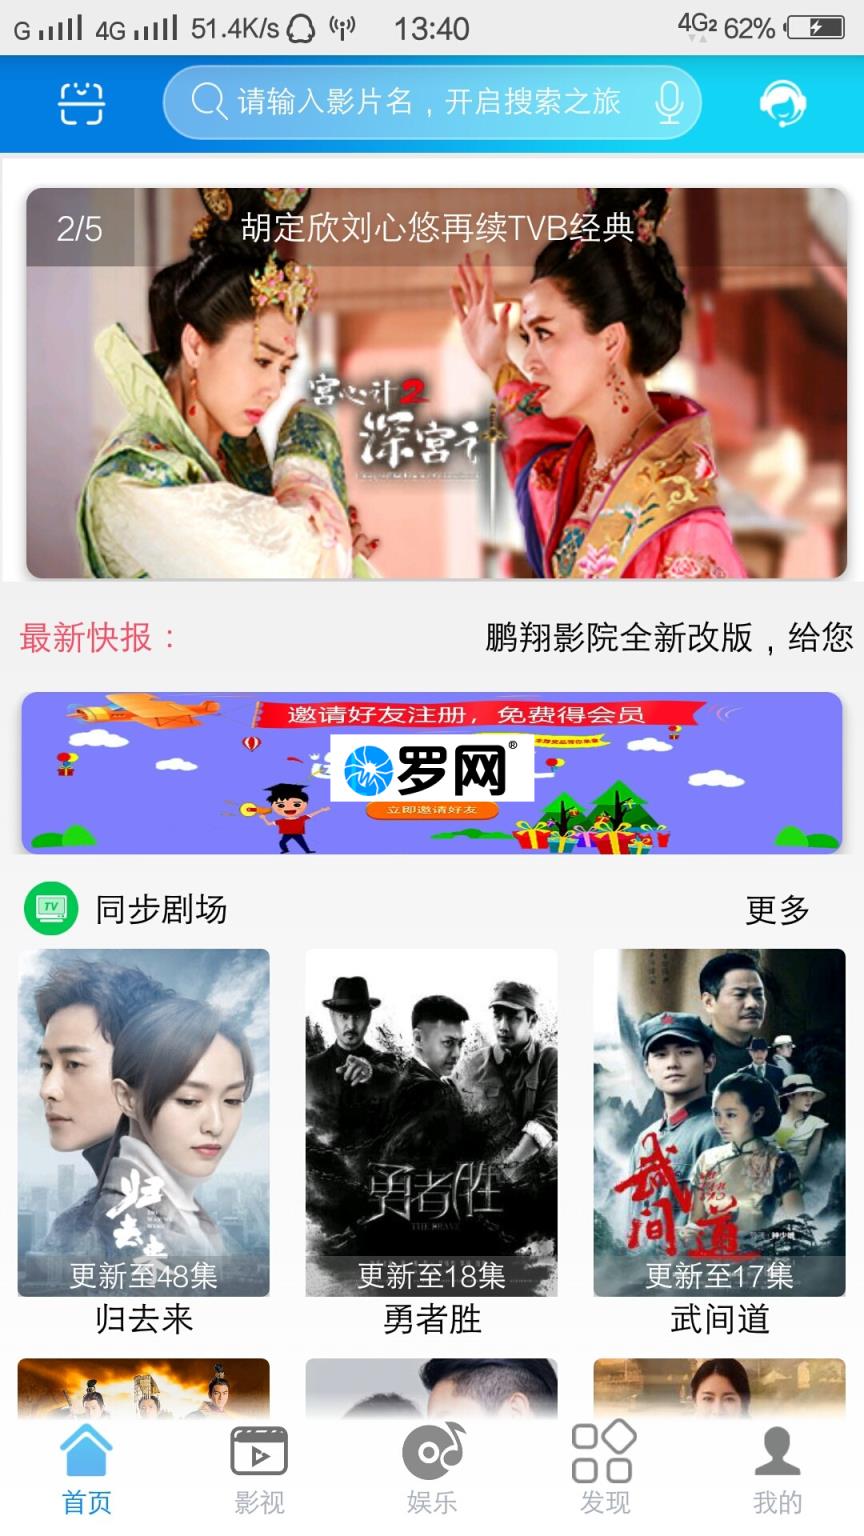 G 4G 51.4K/s 13:40 4G2 62%
请输入影片名，开启搜索之旅
2/5 胡定欣刘心悠再续TVB经典
宫心计2
深宫计
最新快报： 鹏翔影院全新改版，给您
邀请好友注册，免费得会员
罗网®
立即邀请好友
TV 同步剧场 更多
归去来
勇者胜
THE BRAVE
武间道
更新至48集 更新至18集 更新至17集
归去来 勇者胜 武间道
首页 影视 娱乐 发现 我的